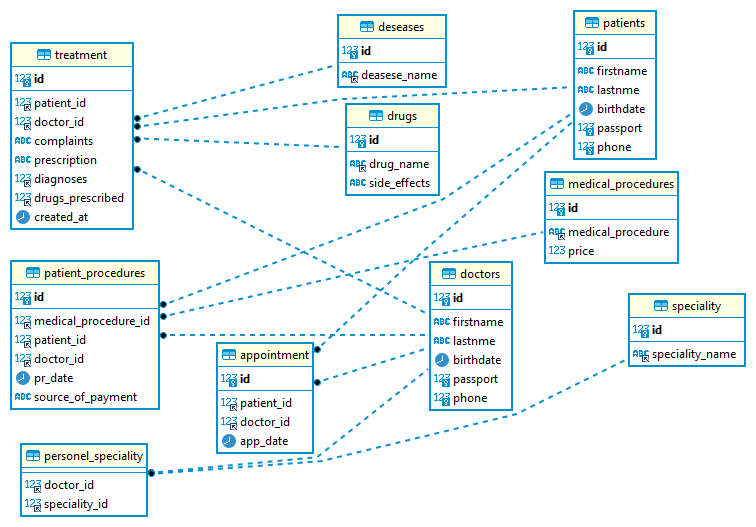 treatment
123 id
123 patient_id
123 doctor_id
ABC complaints
ABC prescription
123 diagnoses
123 drugs_prescribed
created_at
deseases
123 id
ABC deasese_name
drugs
123 id
ABC drug_name
ABC side_effects
patients
123 id
ABC firstname
ABC lastnme
birthdate
123 passport
123 phone
medical_procedures
123 id
ABC medical_procedure
123 price
patient_procedures
123 id
123 medical_procedure_id
123 patient_id
123 doctor_id
pr_date
ABC source_of_payment
doctors
123 id
ABC firstname
ABC lastnme
birthdate
123 passport
123 phone
speciality
123 id
ABC speciality_name
appointment
123 id
123 patient_id
123 doctor_id
app_date
personel_speciality
123 doctor_id
123 speciality_id